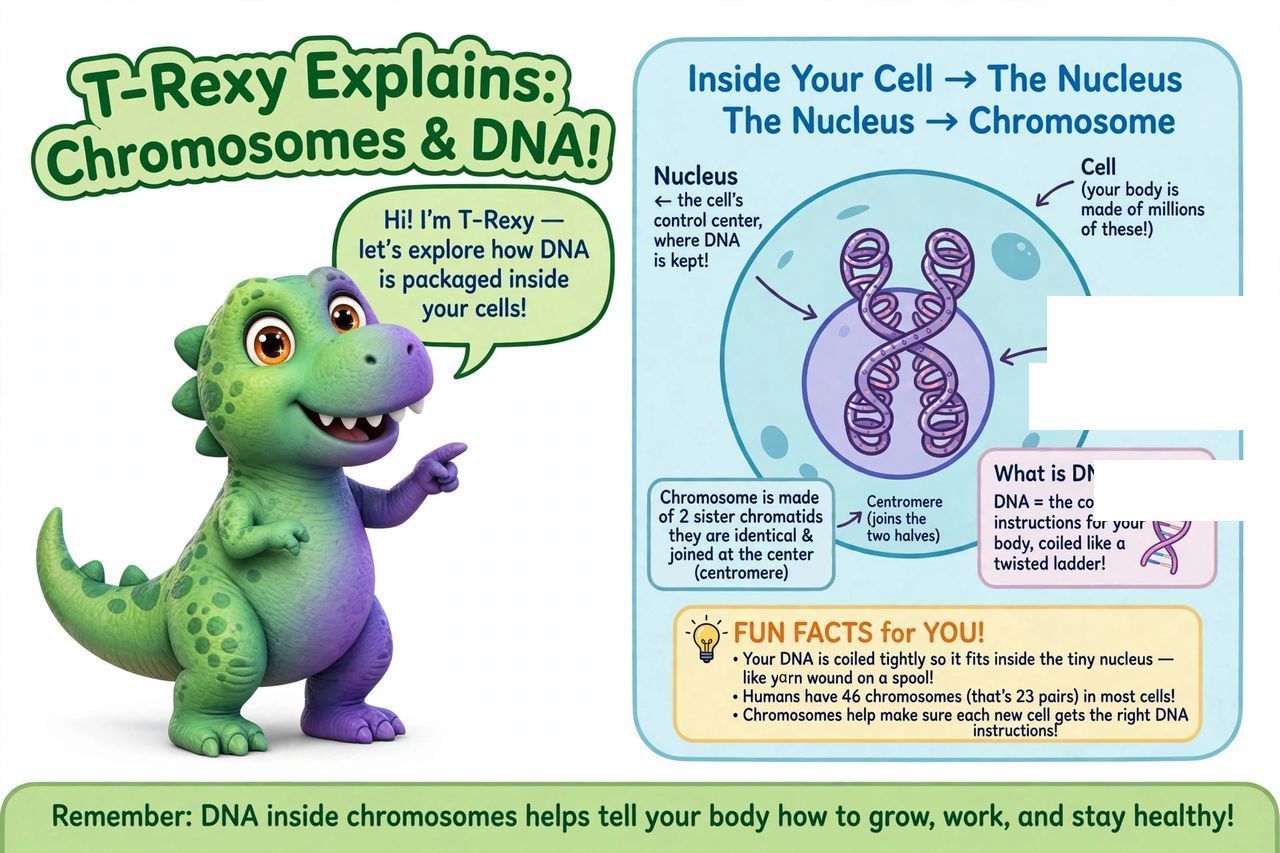 T-Rexy Explains:
Chromosomes & DNA!
Hi! I'm T-Rexy —
let's explore how DNA
is packaged inside
your cells!
Inside Your Cell → The Nucleus
The Nucleus → Chromosome
Nucleus
← the cell's
control center,
where DNA
is kept!
Cell
(your body is
made of millions
of these!)
Chromosome is made
of 2 sister chromatids
they are identical &
joined at the center
(centromere)
Centromere
(joins the
two halves)
What is
DNA = the
instructions for your
body, coiled like a
twisted ladder!
FUN FACTS for YOU!
• Your DNA is coiled tightly so it fits inside the tiny nucleus —
like yarn wound on a spool!
• Humans have 46 chromosomes (that's 23 pairs) in most cells!
• Chromosomes help make sure each new cell gets the right DNA
instructions!
Remember: DNA inside chromosomes helps tell your body how to grow, work, and stay healthy!